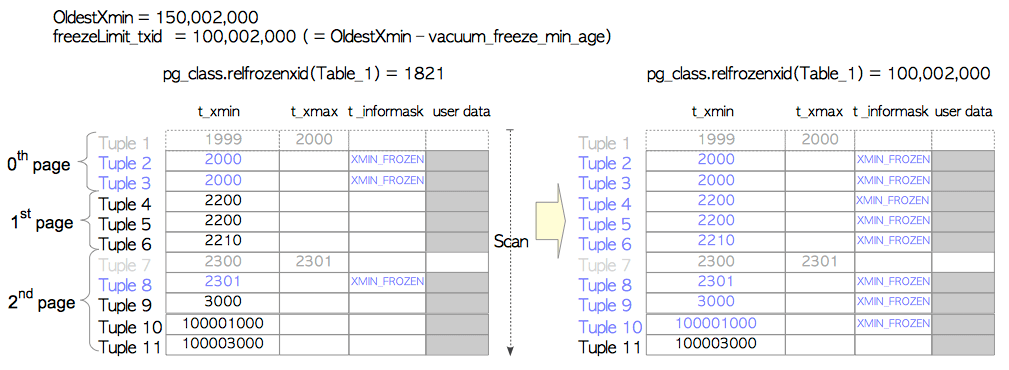 OldestXmin = 150,002,000
freezeLimit_txid = 100,002,000 ( = OldestXmin – vacuum_freeze_min_age)
pg_class.relfrozenxid(Table_1) = 1821
t_xmin t_xmax t_informask user data
0th page
Tuple 1 1999 2000
Tuple 2 2000 XMIN_FROZEN
Tuple 3 2000 XMIN_FROZEN
1st page
Tuple 4 2200
Tuple 5 2200
Tuple 6 2210
2nd page
Tuple 7 2300 2301
Tuple 8 2301 XMIN_FROZEN
Tuple 9 3000
Tuple 10 100001000
Tuple 11 100003000
Scan
pg_class.relfrozenxid(Table_1) = 100,002,000
t_xmin t_xmax t_informask user data
Tuple 1 1999 2000
Tuple 2 2000 XMIN_FROZEN
Tuple 3 2000 XMIN_FROZEN
Tuple 4 2200 XMIN_FROZEN
Tuple 5 2200 XMIN_FROZEN
Tuple 6 2210 XMIN_FROZEN
Tuple 7 2300 2301
Tuple 8 2301 XMIN_FROZEN
Tuple 9 3000 XMIN_FROZEN
Tuple 10 100001000 XMIN_FROZEN
Tuple 11 100003000